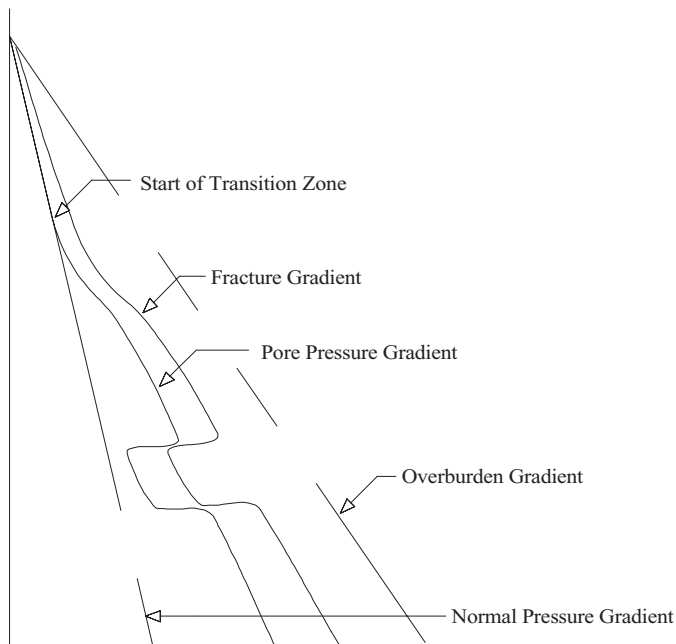 Start of Transition Zone
Fracture Gradient
Pore Pressure Gradient
Overburden Gradient
Normal Pressure Gradient